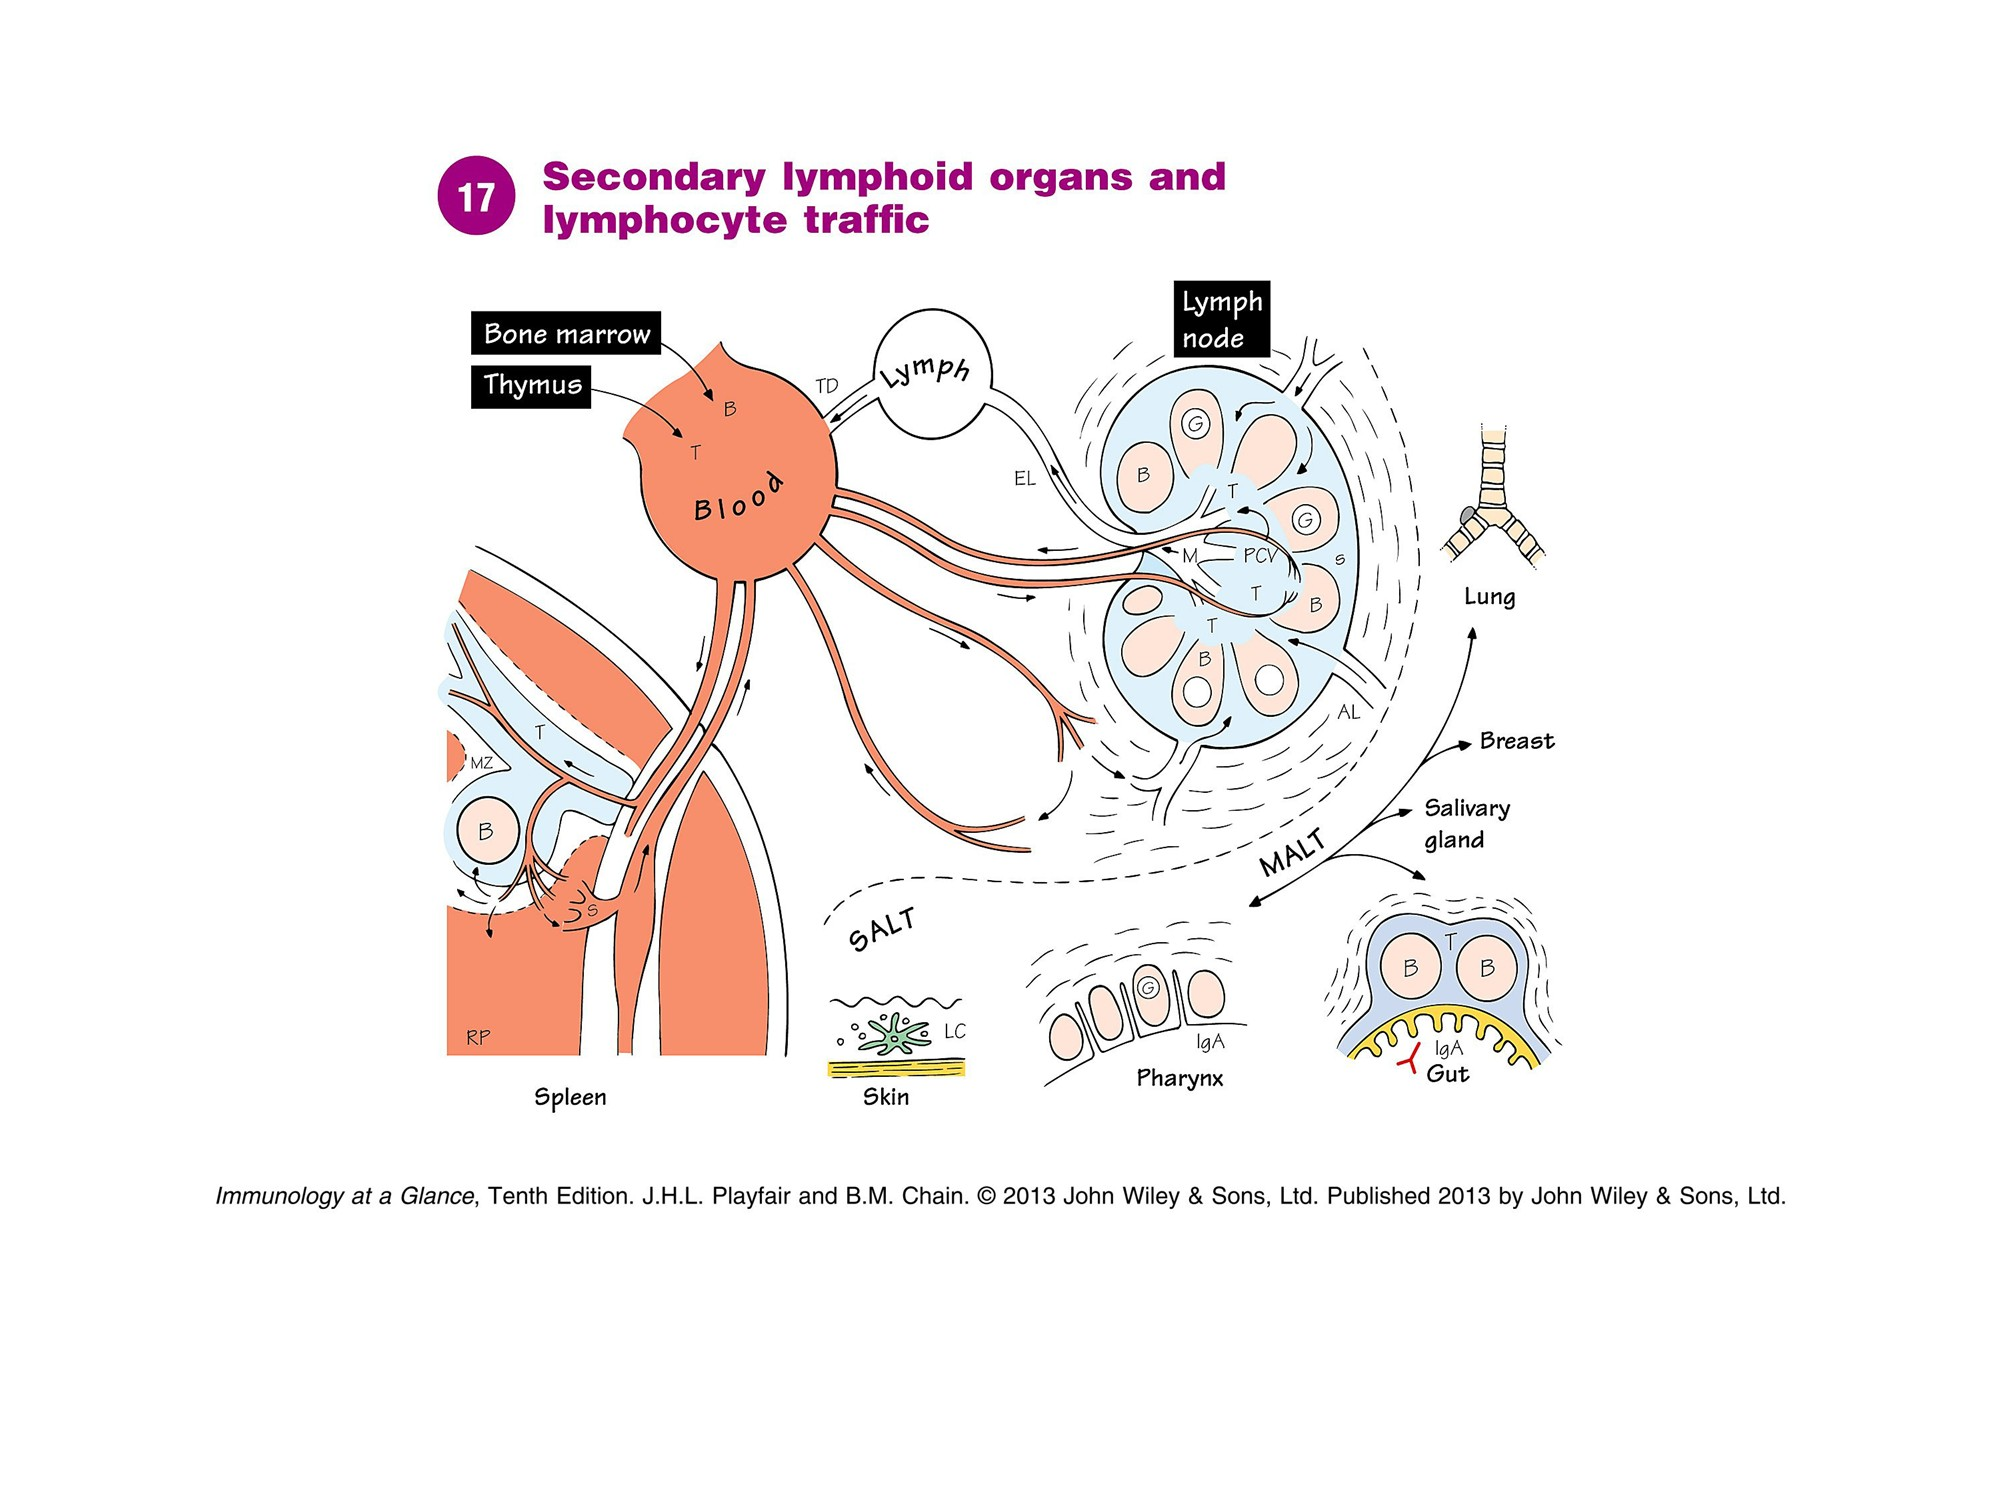 17
Secondary lymphoid organs and
lymphocyte traffic
Bone marrow
Thymus
B
T
Blood
TD
Lymph
EL
Lymph
node
G
B
T
G
M
PCV
S
T
B
T
B
AL
Lung
Breast
Salivary
gland
MALT
SALT
T
MZ
B
S
RP
Spleen
LC
Skin
G
IgA
Pharynx
T
B
B
IgA
Gut
Immunology at a Glance, Tenth Edition. J.H.L. Playfair and B.M. Chain. © 2013 John Wiley & Sons, Ltd. Published 2013 by John Wiley & Sons, Ltd.